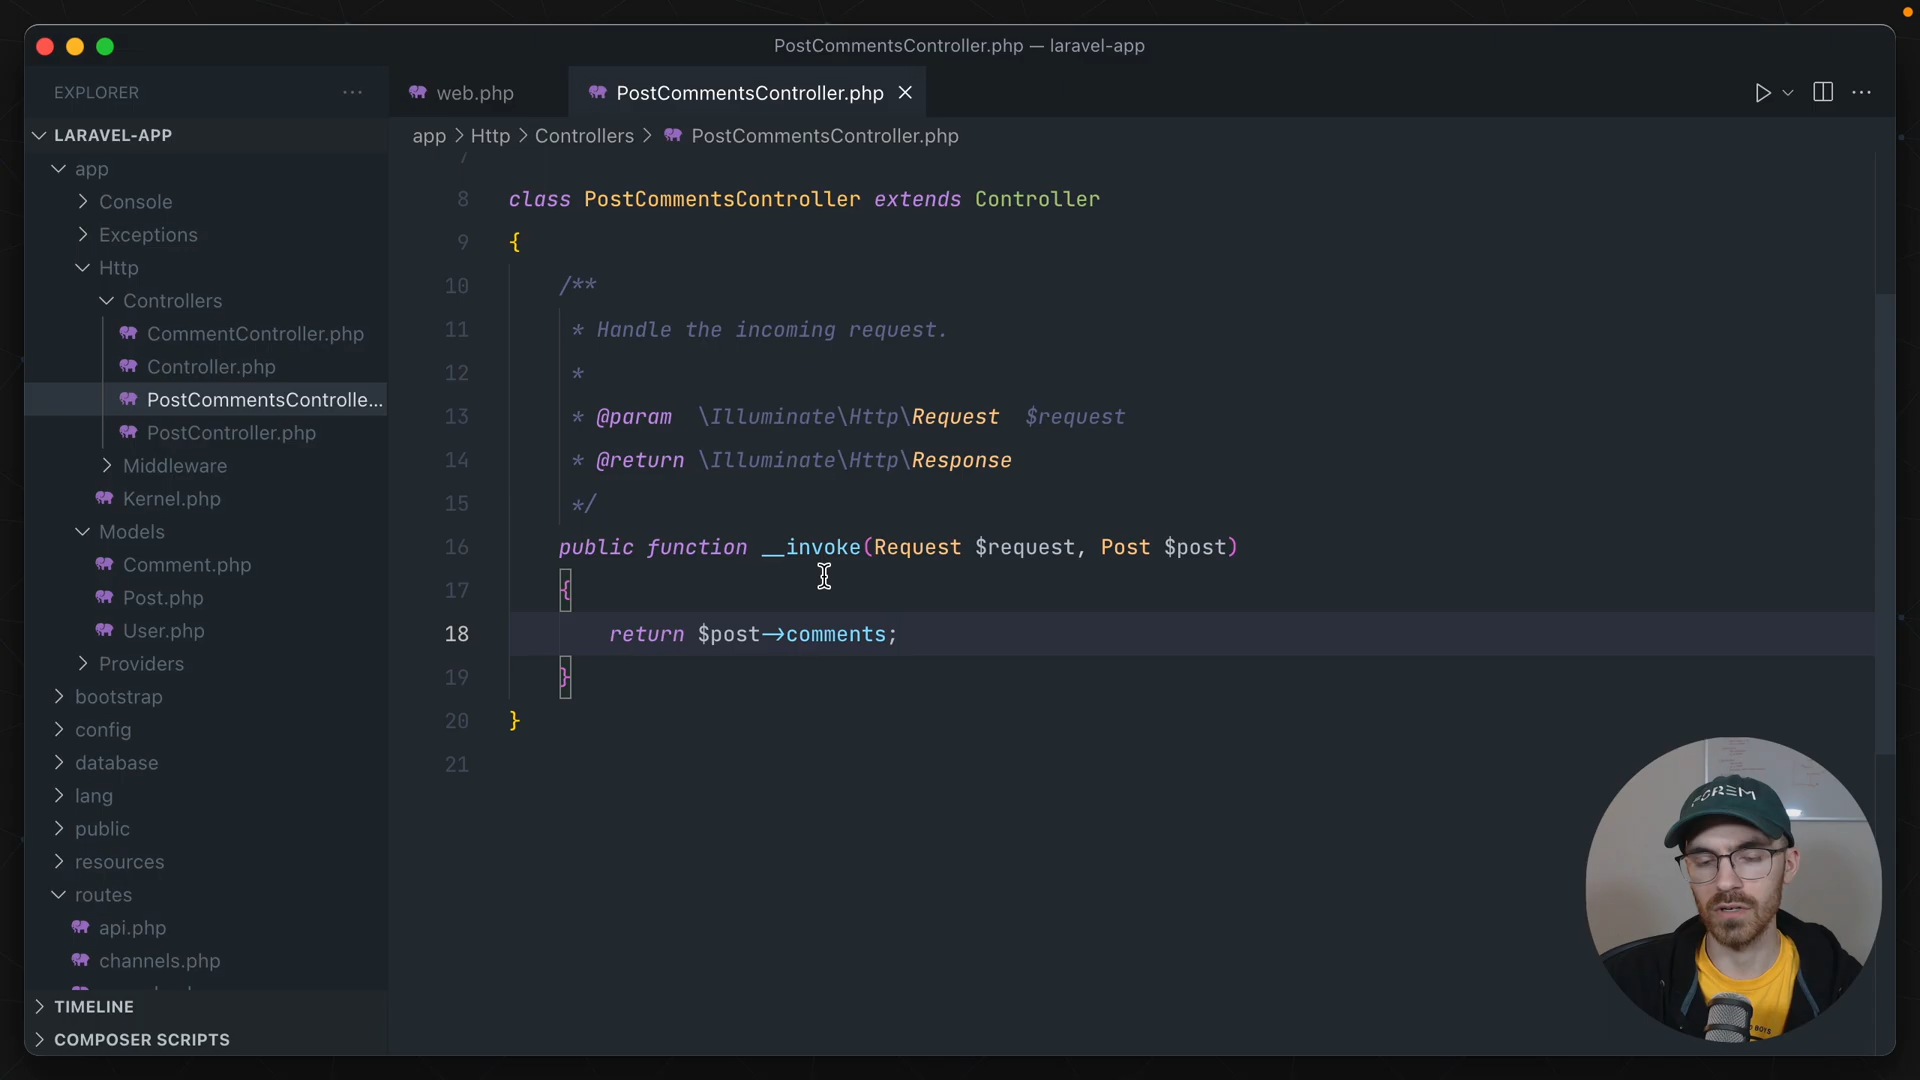 PostCommentsController.php — laravel-app
EXPLORER
web.php
PostCommentsController.php
LARAVEL-APP
app > Http > Controllers > PostCommentsController.php
app
Console
Exceptions
Http
Controllers
CommentController.php
Controller.php
PostCommentsControlle...
PostController.php
Middleware
Kernel.php
Models
Comment.php
Post.php
User.php
Providers
bootstrap
config
database
lang
public
resources
routes
api.php
channels.php
TIMELINE
COMPOSER SCRIPTS
7
8 class PostCommentsController extends Controller
9 {
10 /**
11 * Handle the incoming request.
12 *
13 * @param \Illuminate\Http\Request $request
14 * @return \Illuminate\Http\Response
15 */
16 public function __invoke(Request $request, Post $post)
17 {
18 return $post->comments;
19 }
20 }
21